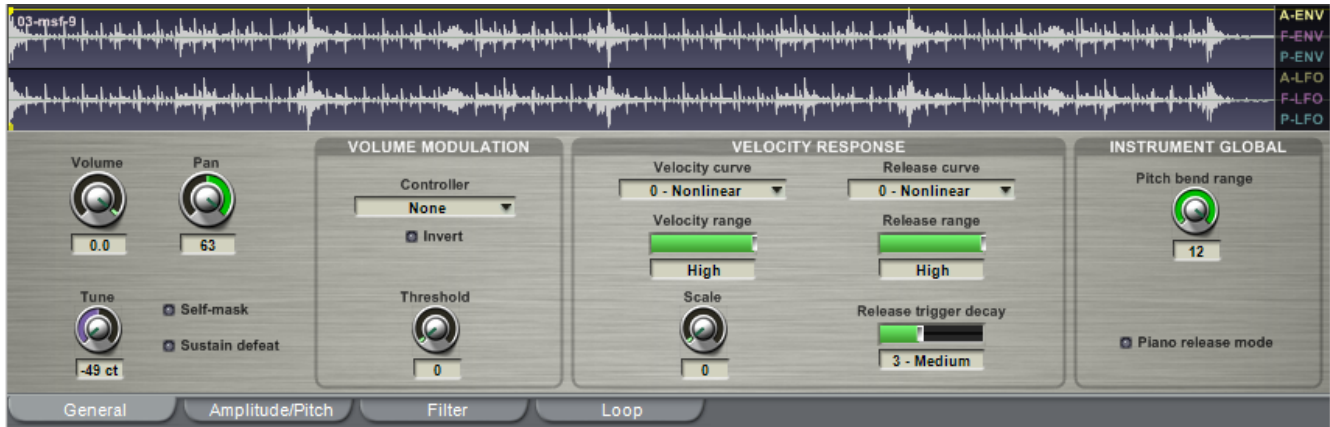 03-msf-9
A-ENV
F-ENV
P-ENV
A-LFO
F-LFO
P-LFO
VOLUME MODULATION
VELOCITY RESPONSE
INSTRUMENT GLOBAL
Volume
Pan
0.0
63
Tune
-49 ct
Self-mask
Sustain defeat
Controller
None
Invert
Threshold
0
Velocity curve
0 - Nonlinear
Velocity range
High
Scale
0
Release curve
0 - Nonlinear
Release range
High
Release trigger decay
3 - Medium
Pitch bend range
12
Piano release mode
General
Amplitude/Pitch
Filter
Loop